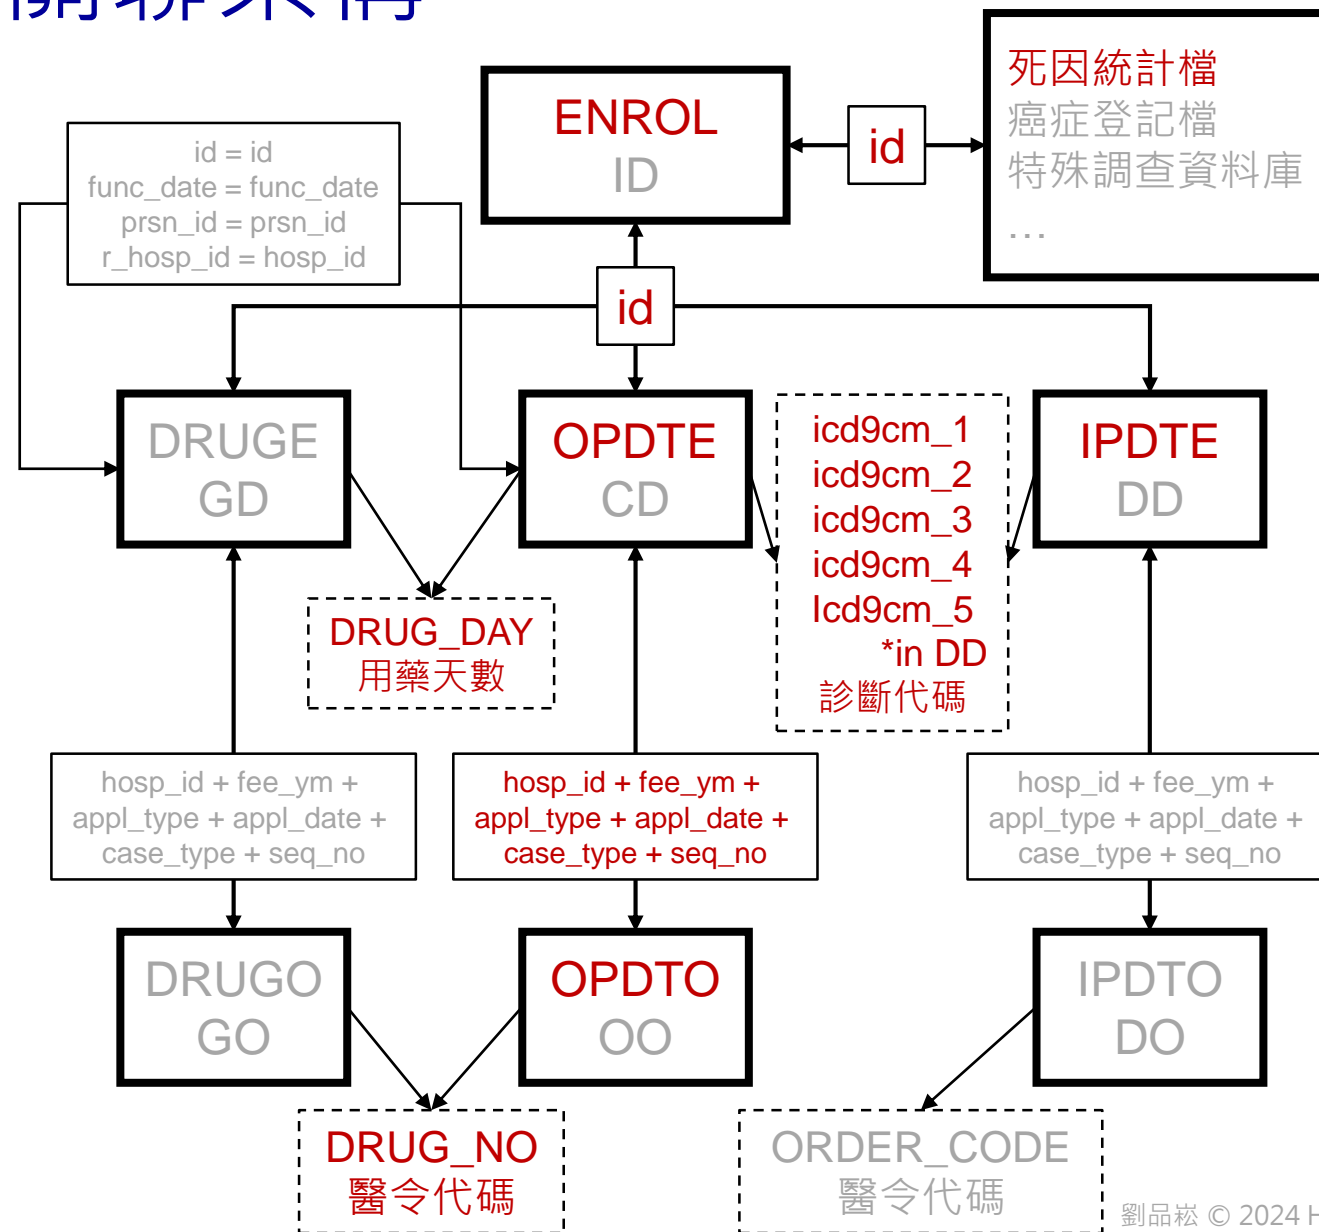 關聯架構
死因統計檔
癌症登記檔
特殊調查資料庫
…
ENROL
ID
id
id = id
func_date = func_date
prsn_id = prsn_id
r_hosp_id = hosp_id
id
DRUGE
GD
OPDTE
CD
icd9cm_1
icd9cm_2
icd9cm_3
icd9cm_4
Icd9cm_5
*in DD
診斷代碼
IPDTE
DD
DRUG_DAY
用藥天數
hosp_id + fee_ym +
appl_type + appl_date +
case_type + seq_no
hosp_id + fee_ym +
appl_type + appl_date +
case_type + seq_no
hosp_id + fee_ym +
appl_type + appl_date +
case_type + seq_no
DRUGO
GO
OPDTO
OO
IPDTO
DO
DRUG_NO
醫令代碼
ORDER_CODE
醫令代碼
劉品崧 © 2024 H